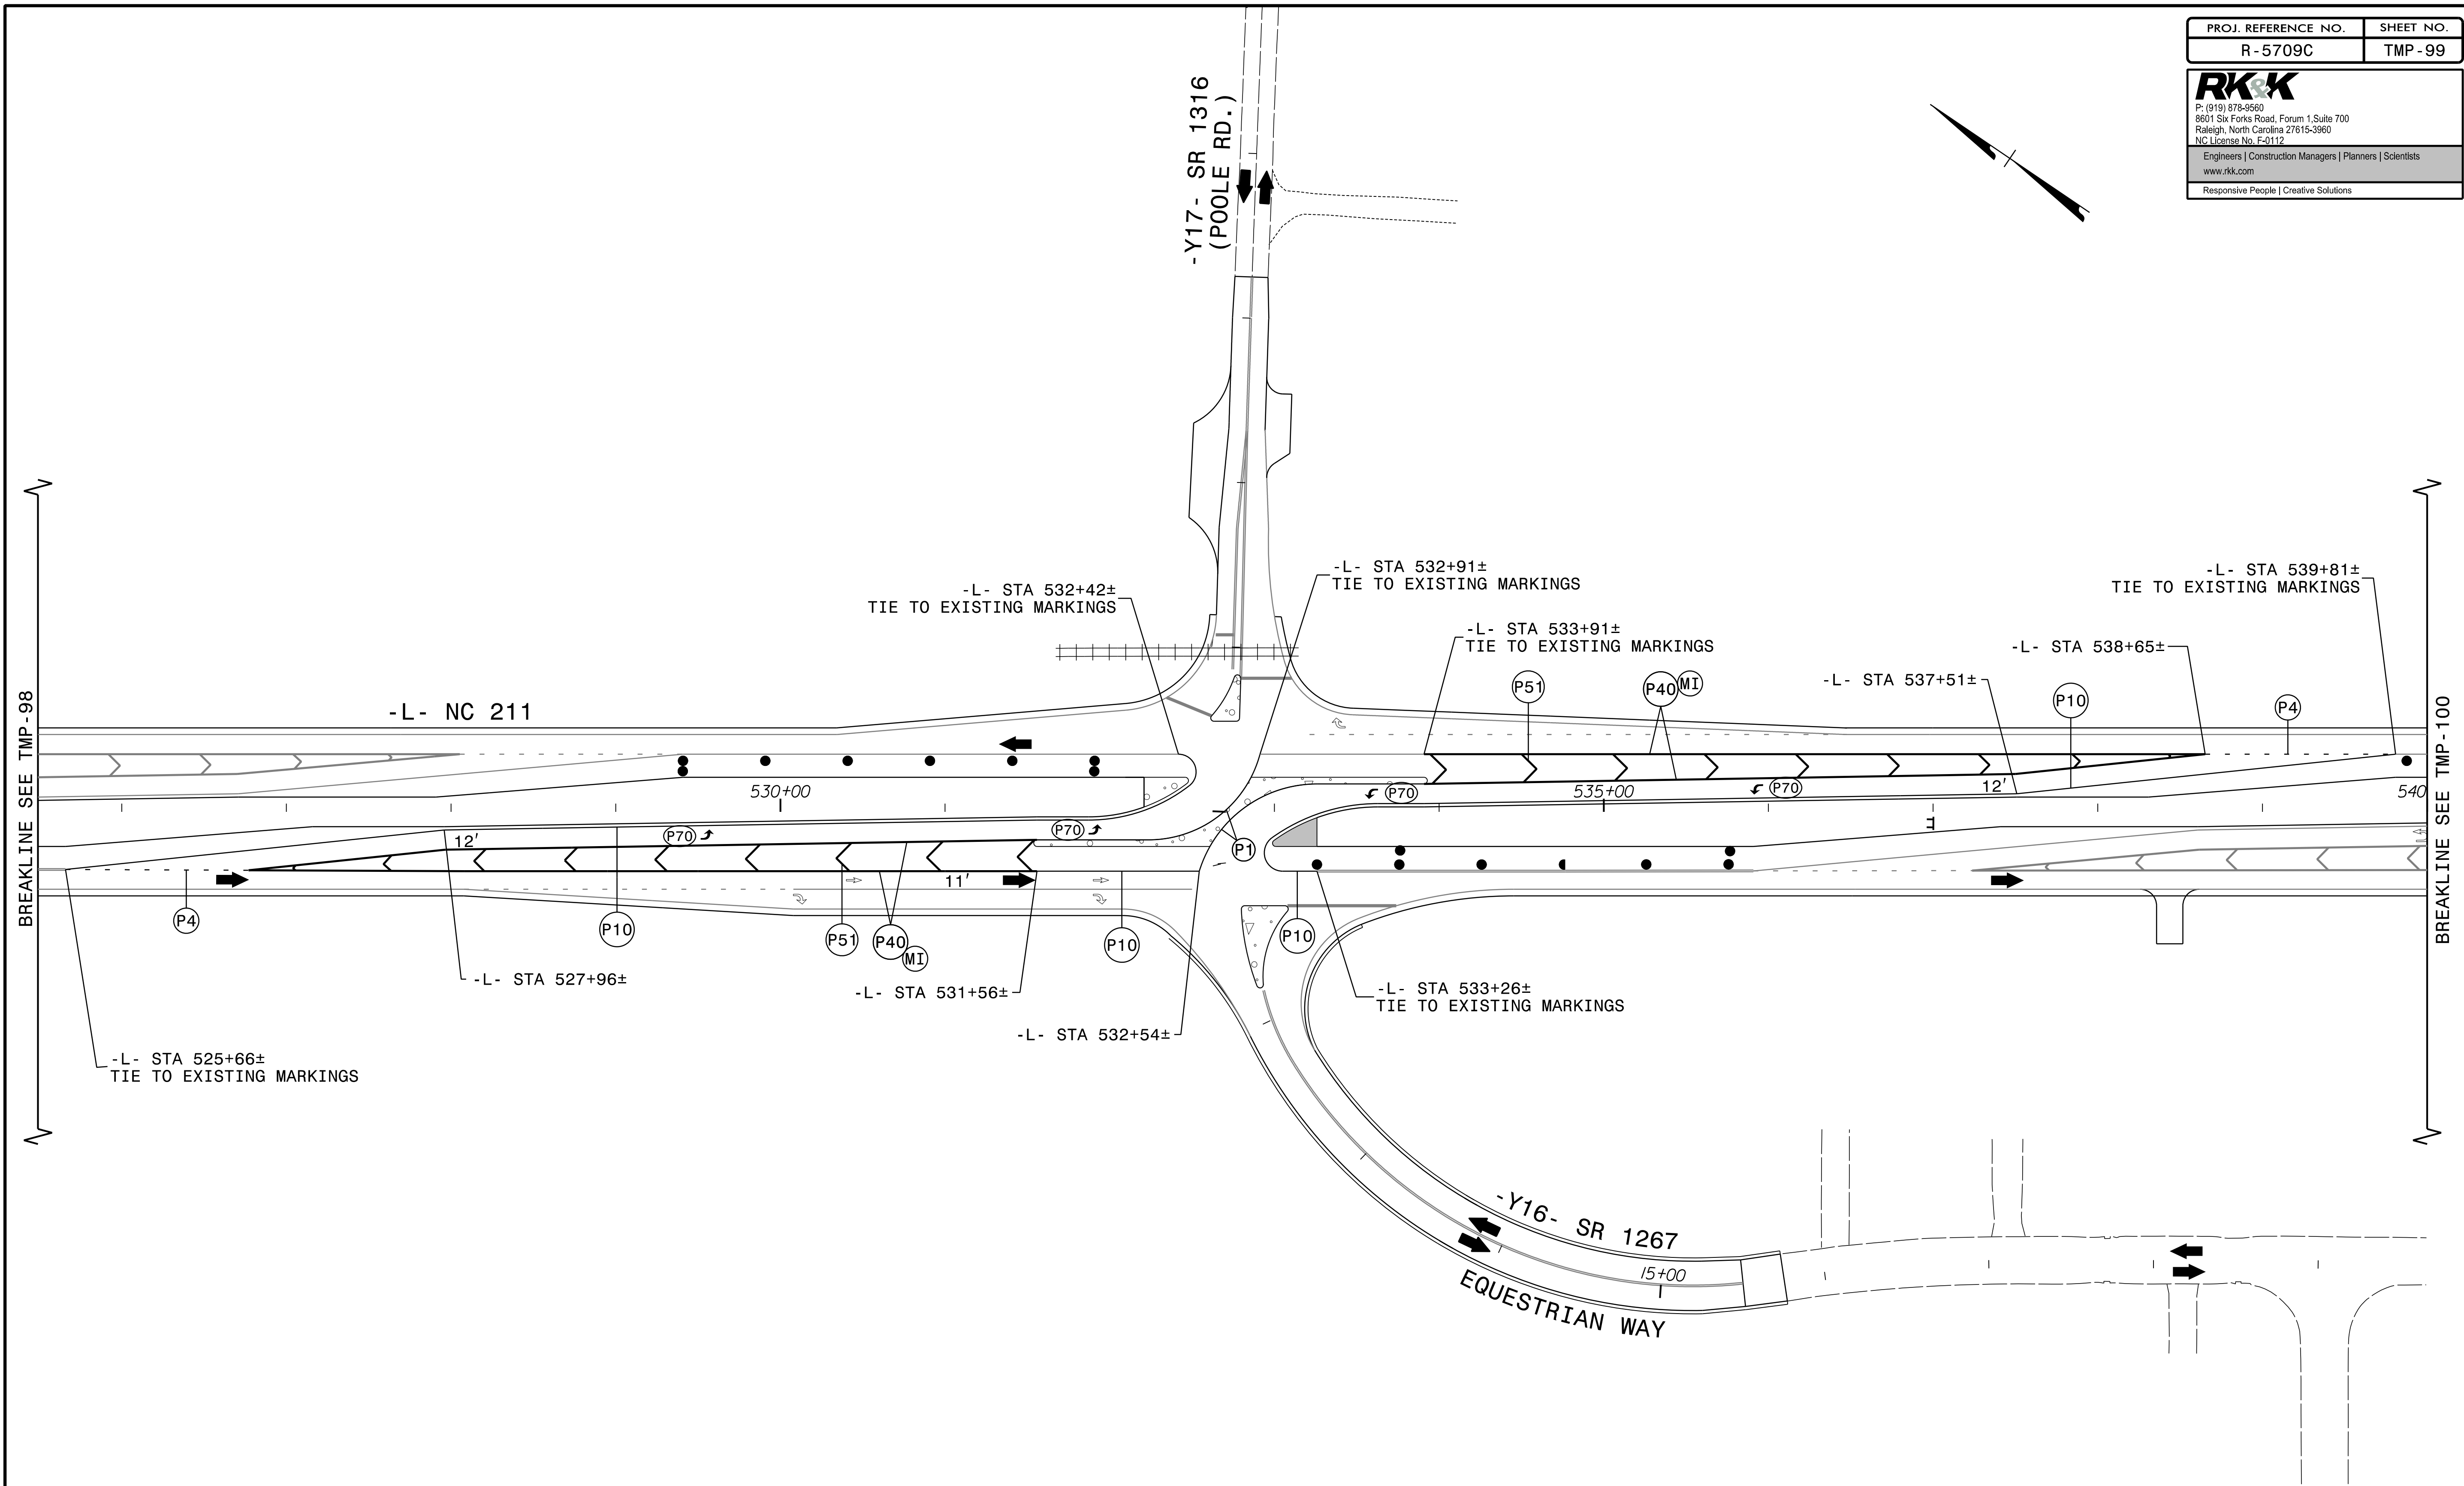 PROJ. REFERENCE NO.
SHEET NO.
R-5709C
TMP-99
RK&K
P: (919) 878-9560
8601 Six Forks Road, Forum 1,Suite 700
Raleigh, North Carolina 27615-3960
NC License No. F-0112
Engineers | Construction Managers | Planners | Scientists
www.rkk.com
Responsive People | Creative Solutions
-Y17- SR 1316
(POOLE RD.)
-L- STA 532+42±
TIE TO EXISTING MARKINGS
-L- STA 532+91±
TIE TO EXISTING MARKINGS
-L- STA 533+91±
TIE TO EXISTING MARKINGS
-L- STA 539+81±
TIE TO EXISTING MARKINGS
-L- STA 538+65±
-L- STA 537+51±
P51
P40
MI
P10
P4
BREAKLINE SEE TMP-98
-L- NC 211
BREAKLINE SEE TMP-100
530+00
535+00
540
P70
P70
12'
12'
P70
P70
P1
11'
P4
P10
P51
P40
MI
P10
P10
-L- STA 527+96±
-L- STA 531+56±
-L- STA 532+54±
-L- STA 533+26±
TIE TO EXISTING MARKINGS
-L- STA 525+66±
TIE TO EXISTING MARKINGS
-Y16- SR 1267
15+00
EQUESTRIAN WAY